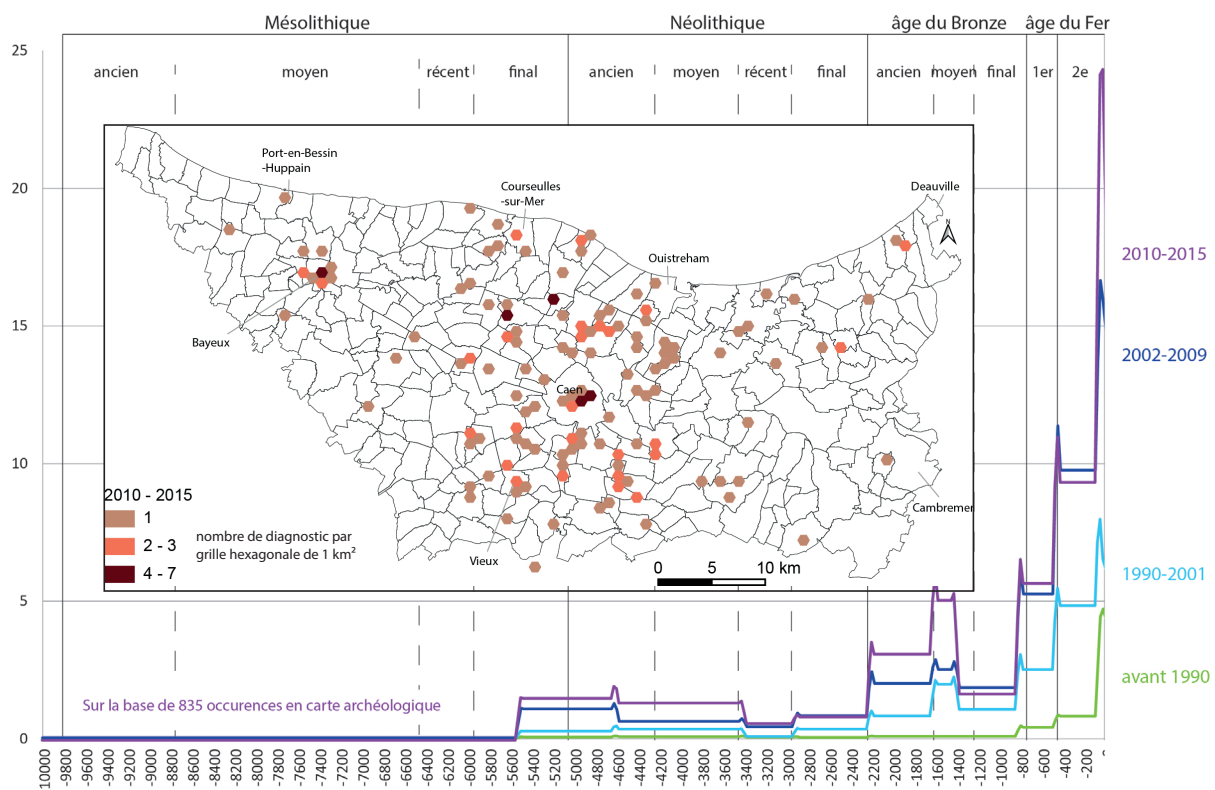 Mésolithique Néolithique âge du Bronze âge du Fer
25
ancien moyen récent final ancien moyen récent final ancien moyen final 1er 2e
Port-en-Bessin
-Huppain
Courseulles
-sur-Mer
Deauville
N
20
Ouistreham
2010-2015
15
Bayeux
2002-2009
Caen
10
2010 - 2015
1
2 - 3
4 - 7
nombre de diagnostic par
grille hexagonale de 1 km²
Vieux
Cambremer
0 5 10 km
1990-2001
5
avant 1990
Sur la base de 835 occurences en carte archéologique
0
-10000 -9800 -9600 -9400 -9200 -9000 -8800 -8600 -8400 -8200 -8000 -7800 -7600 -7400 -7200 -7000 -6800 -6600 -6400 -6200 -6000 -5800 -5600 -5400 -5200 -5000 -4800 -4600 -4400 -4200 -4000 -3800 -3600 -3400 -3200 -3000 -2800 -2600 -2400 -2200 -2000 -1800 -1600 -1400 -1200 -1000 -800 -600 -400 -200